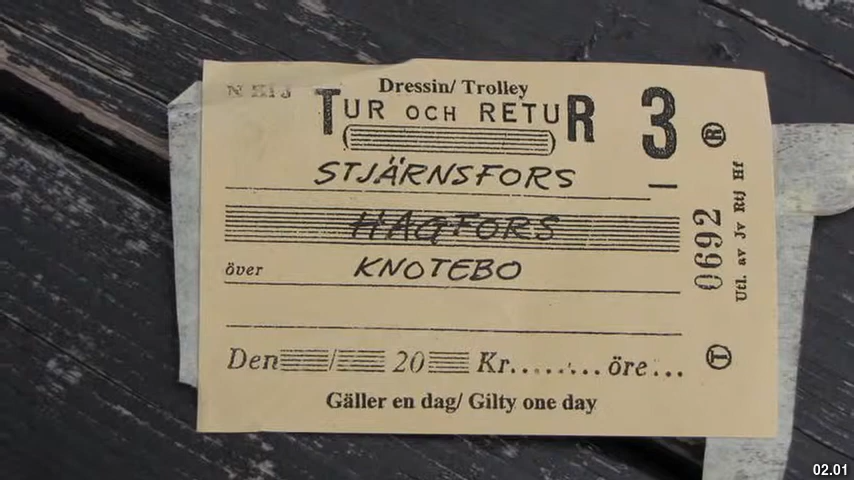 N KlJ
Dressin/ Trolley
TUR OCH RETUR
3
STJÄRNSFORS
HAGFORS
över KNOTEBO
Den / 20 Kr........ öre...
Gäller en dag/ Gilty one day
R
Utl. av Jv Rtj Hf
0692
T
02.01